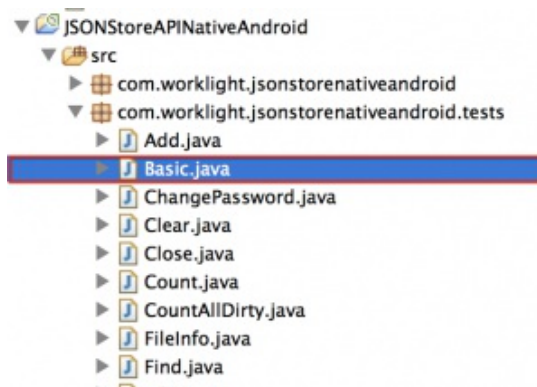 JSONStoreAPINativeAndroid
src
com.worklight.jsonstorenativeandroid
com.worklight.jsonstorenativeandroid.tests
Add.java
Basic.java
ChangePassword.java
Clear.java
Close.java
Count.java
CountAllDirty.java
FileInfo.java
Find.java